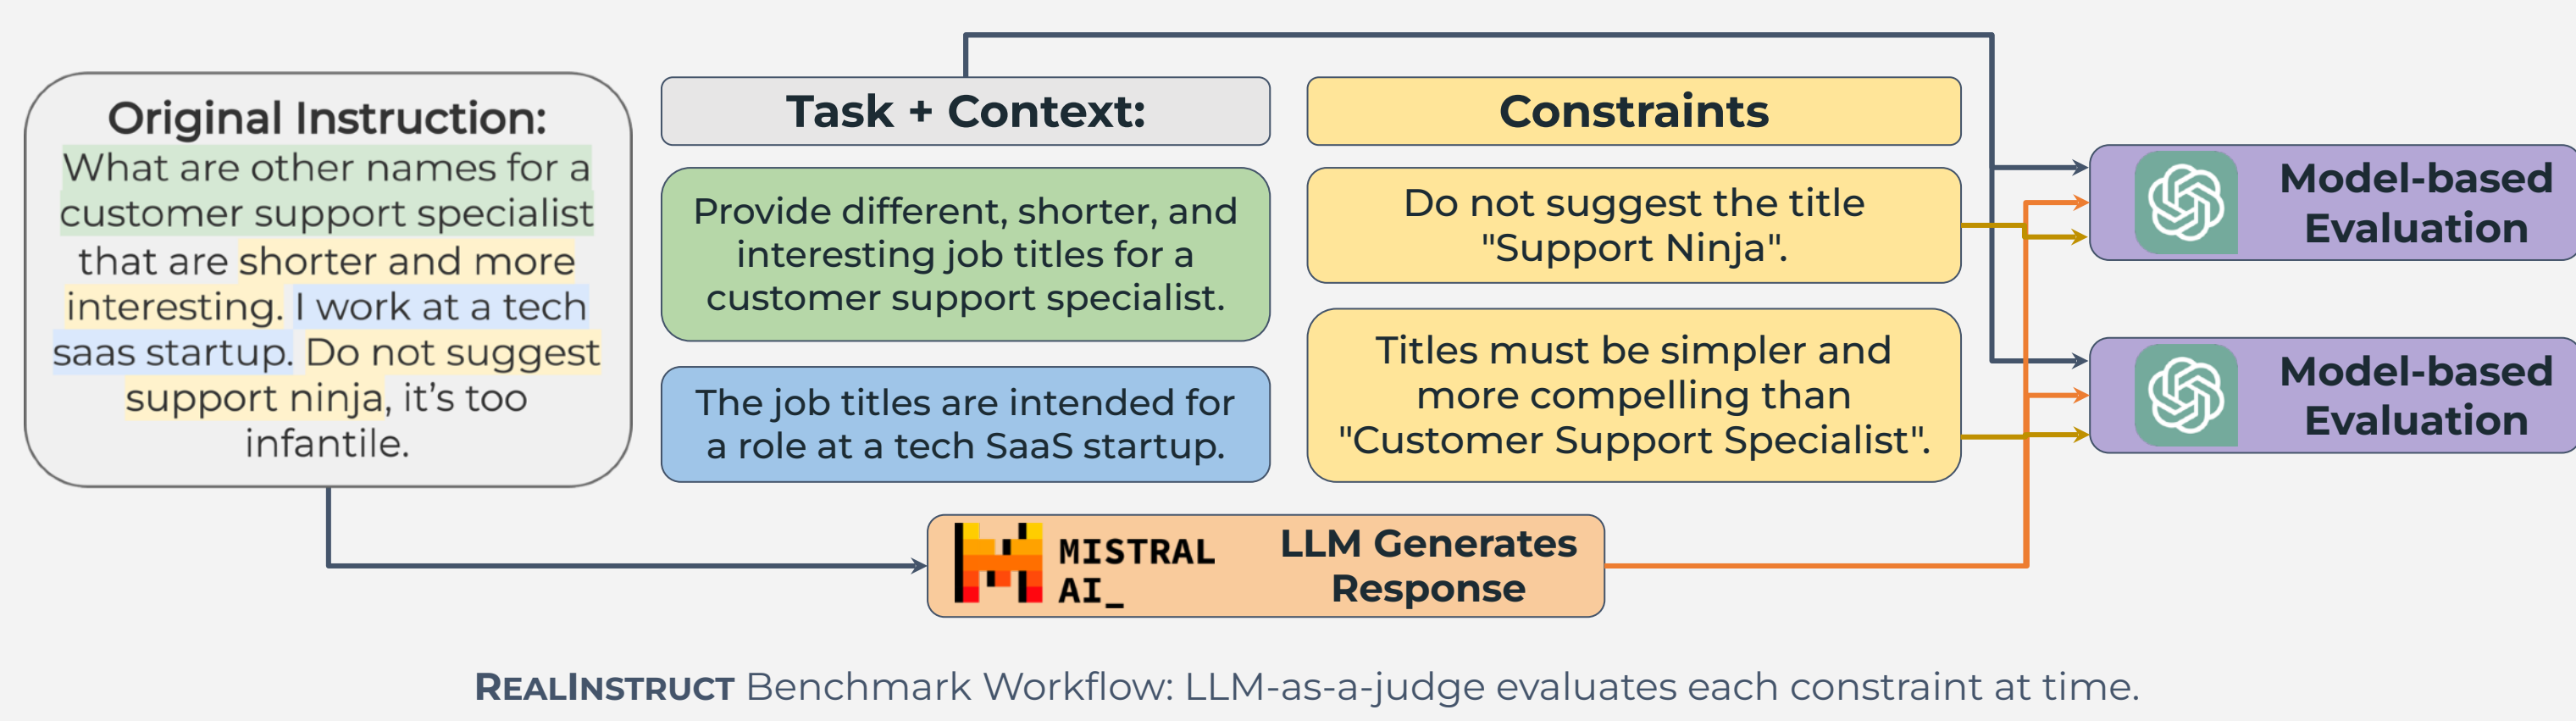 Original Instruction:
What are other names for a
customer support specialist
that are shorter and more
interesting. I work at a tech
saas startup. Do not suggest
support ninja, it’s too
infantile.
Task + Context:
Provide different, shorter, and
interesting job titles for a
customer support specialist.
The job titles are intended for
a role at a tech SaaS startup.
Constraints
Do not suggest the title
"Support Ninja".
Titles must be simpler and
more compelling than
"Customer Support Specialist".
Model-based
Evaluation
Model-based
Evaluation
MISTRAL
AI_
LLM Generates
Response
REALINSTRUCT Benchmark Workflow: LLM-as-a-judge evaluates each constraint at time.